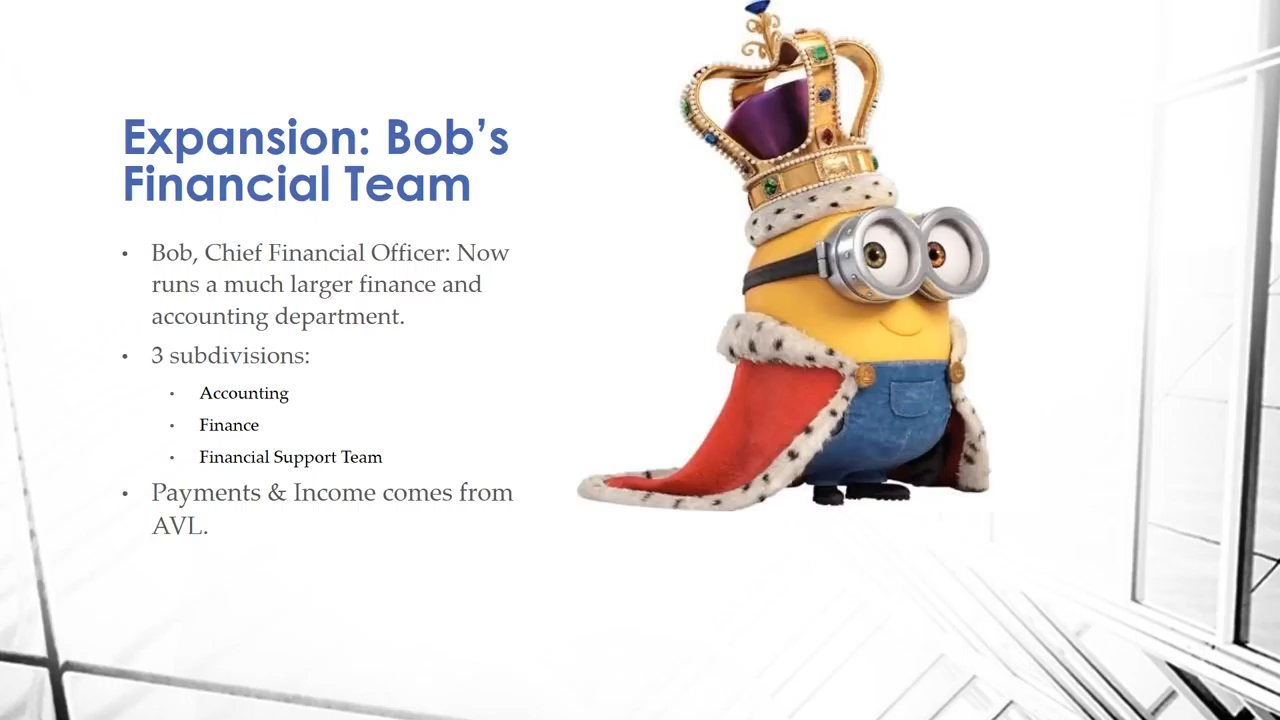 Expansion: Bob’s
Financial Team
• Bob, Chief Financial Officer: Now
runs a much larger finance and
accounting department.
• 3 subdivisions:
• Accounting
• Finance
• Financial Support Team
• Payments & Income comes from
AVL.